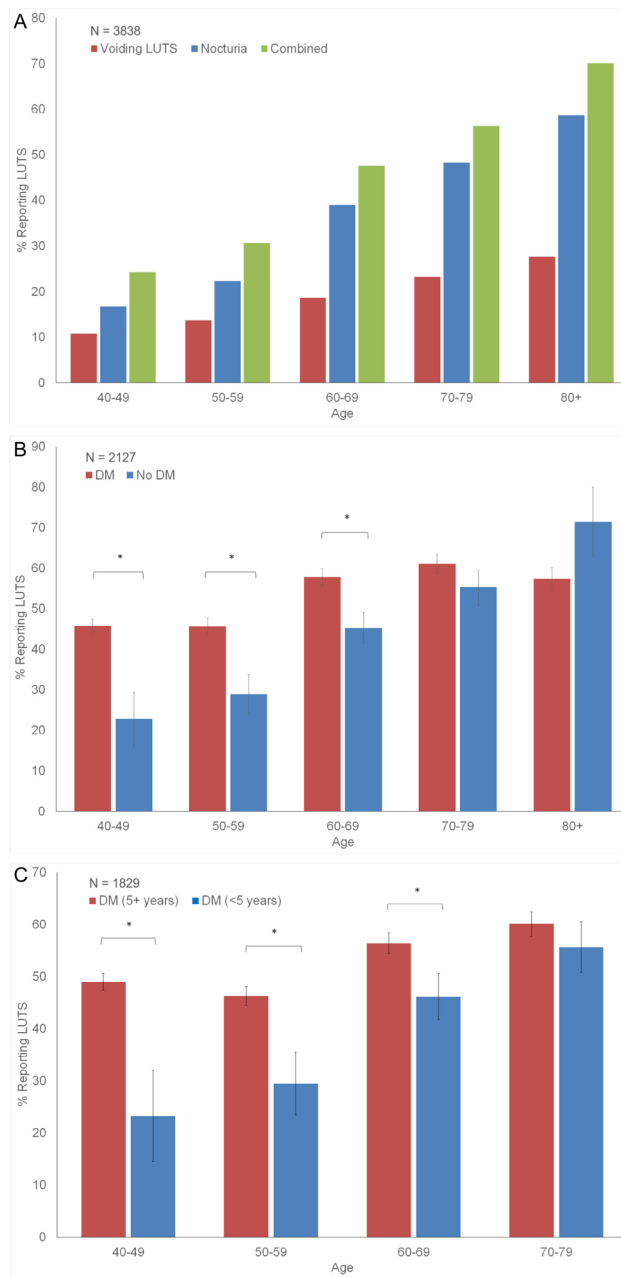 A
N = 3838
Voiding LUTS Nocturia Combined
% Reporting LUTS
80
70
60
50
40
30
20
10
0
40-49 50-59 60-69 70-79 80+
Age
B
N = 2127
DM No DM
% Reporting LUTS
90
80
70
60
50
40
30
20
10
0
* * *
40-49 50-59 60-69 70-79 80+
Age
C
N = 1829
DM (5+ years) DM (<5 years)
% Reporting LUTS
70
60
50
40
30
20
10
0
* * *
40-49 50-59 60-69 70-79
Age